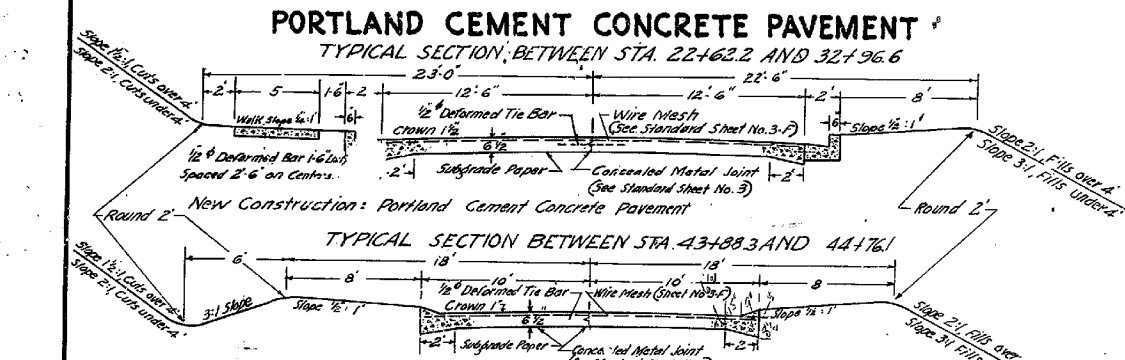 PORTLAND CEMENT CONCRETE PAVEMENT
TYPICAL SECTION BETWEEN STA. 22+62.2 AND 32+96.6
Slope 1½:1, Cuts over 4'
Slope 2:1, Cuts under 4'
23'-0" 22'-6"
2' 5 1-6" 2 12'-6" 12'-6" 2' 8'
½"ϕ Deformed Tie Bar
Wire Mesh
(See Standard Sheet No. 3-F)
Walk Slope ¼":1'
6"
Crown 1½"
6½"
6
Slope ½":1'
½"ϕ Deformed Bar 1-6"
Spaced 2'-6" on Centers.
2'
Subgrade Paper
Concealed Metal Joint
(See Standard Sheet No. 3)
2'
Slope 2:1, Fills over 4'
Slope 3:1, Fills under 4'
Round 2'
New Construction: Portland Cement Concrete Pavement
Round 2'
TYPICAL SECTION BETWEEN STA. 43+88.3 AND 44+76.1
Slope 1½:1, Cuts over 4'
Slope 2:1, Cuts under 4'
6' 18' 18'
8' 10' 10' 8
½"ϕ Deformed Tie Bar
Wire Mesh (Sheet No. 3-F)
3:1 Slope
Slope ½":1'
Crown 1"
6½"
Slope ½":1'
2'
Subgrade Paper
Concealed Metal Joint
2'
Slope 2:1 Fills over
Slope 3:1 Fills